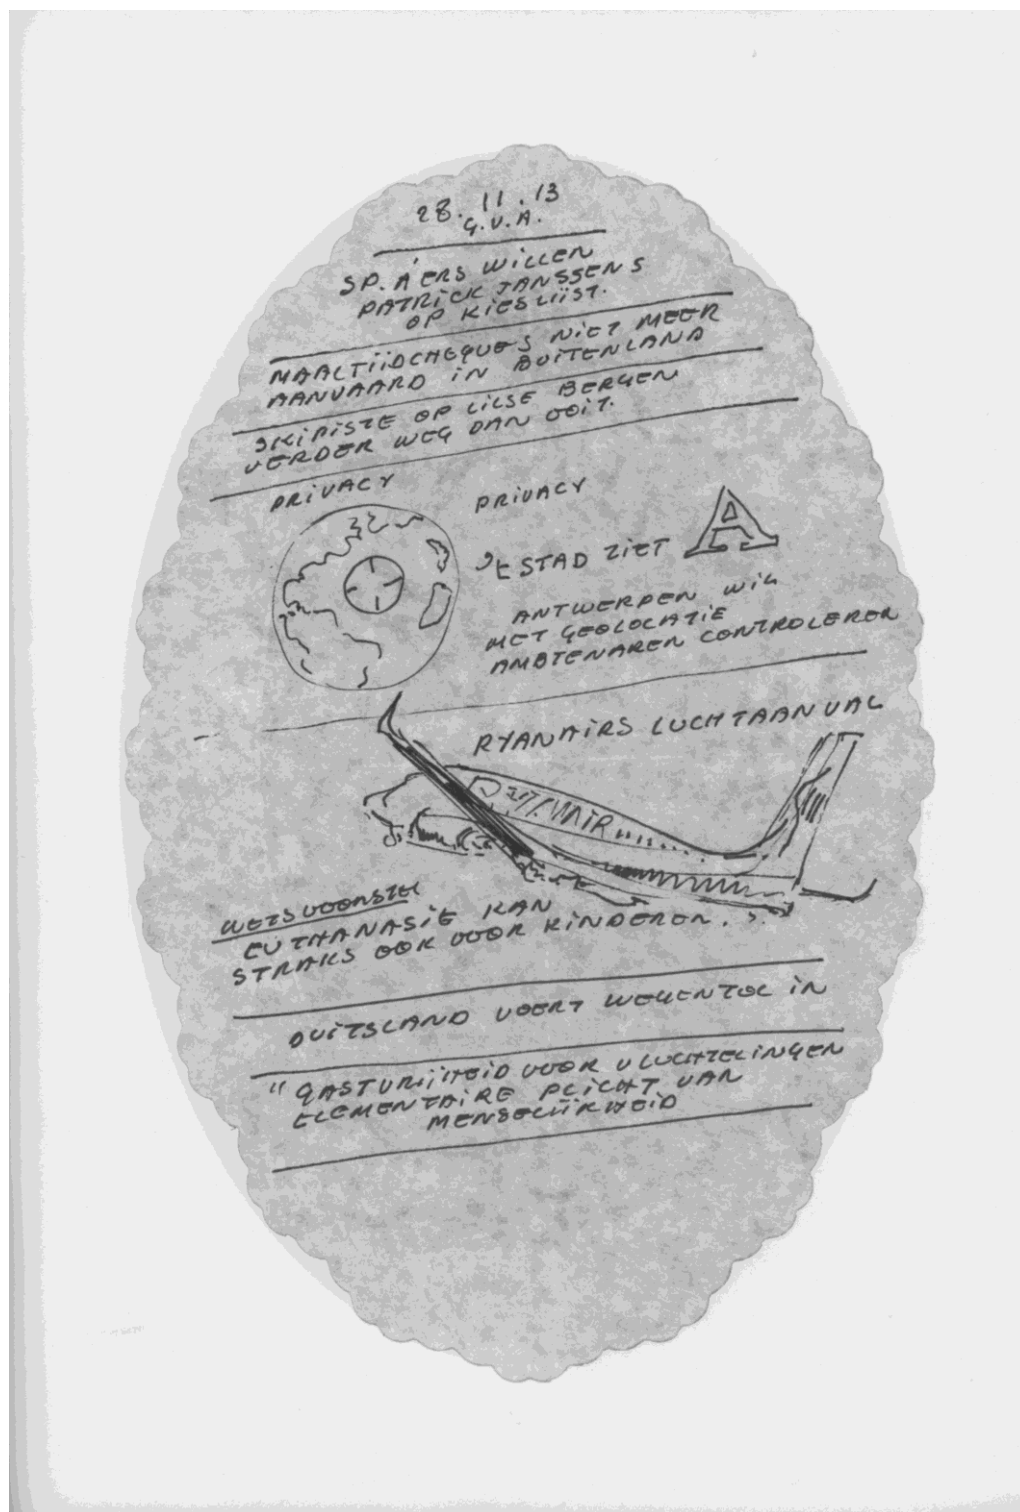 28.11.13
G.V.A.
SP.A'ERS WILLEN
PATRICK JANSSENS
OP KIESLIJST.
MAALTIJDCHEQUES NIET MEER
AANVAARD IN BUITENLAND
SKIPISTE OP LILSE BERGEN
VERDER WEG DAN OOIT.
PRIVACY
PRIVACY
'T STAD ZIET A
ANTWERPEN WIL
MET GEOLOCATIE
AMBTENAREN CONTROLEREN
RYANAIRS LUCHTAANVAL
WETSVOORSTEL
EUTHANASIE KAN
STRAKS OOK VOOR KINDEREN...
DUITSLAND VOERT WEGENTOL IN
"GASTVRIJHEID VOOR VLUCHTELINGEN
ELEMENTAIRE PLICHT VAN
MENSELIJKHEID